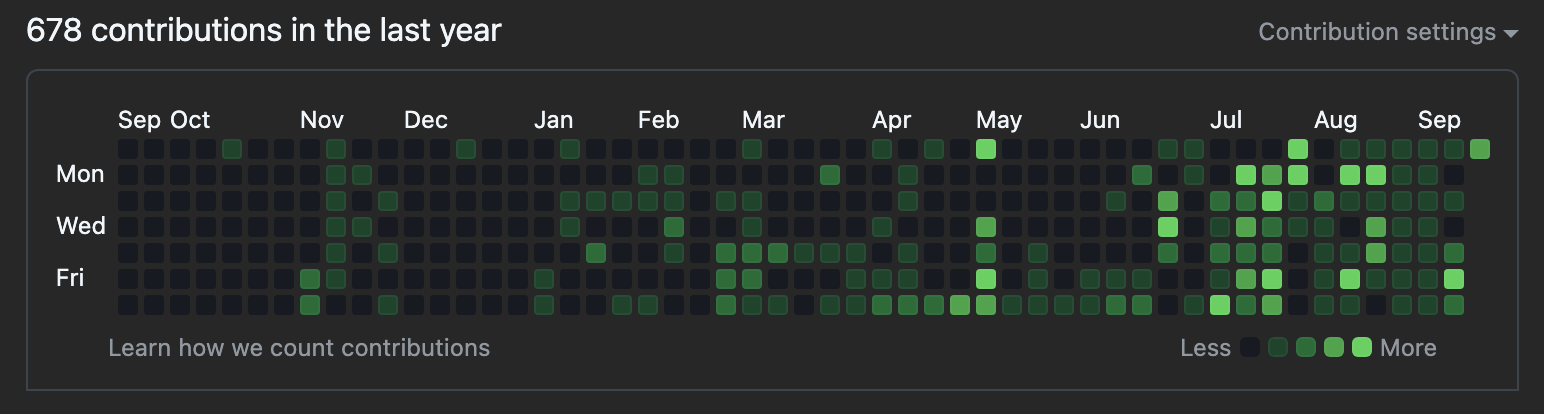 678 contributions in the last year
Contribution settings
Sep Oct Nov Dec Jan Feb Mar Apr May Jun Jul Aug Sep
Mon
Wed
Fri
Learn how we count contributions
Less More